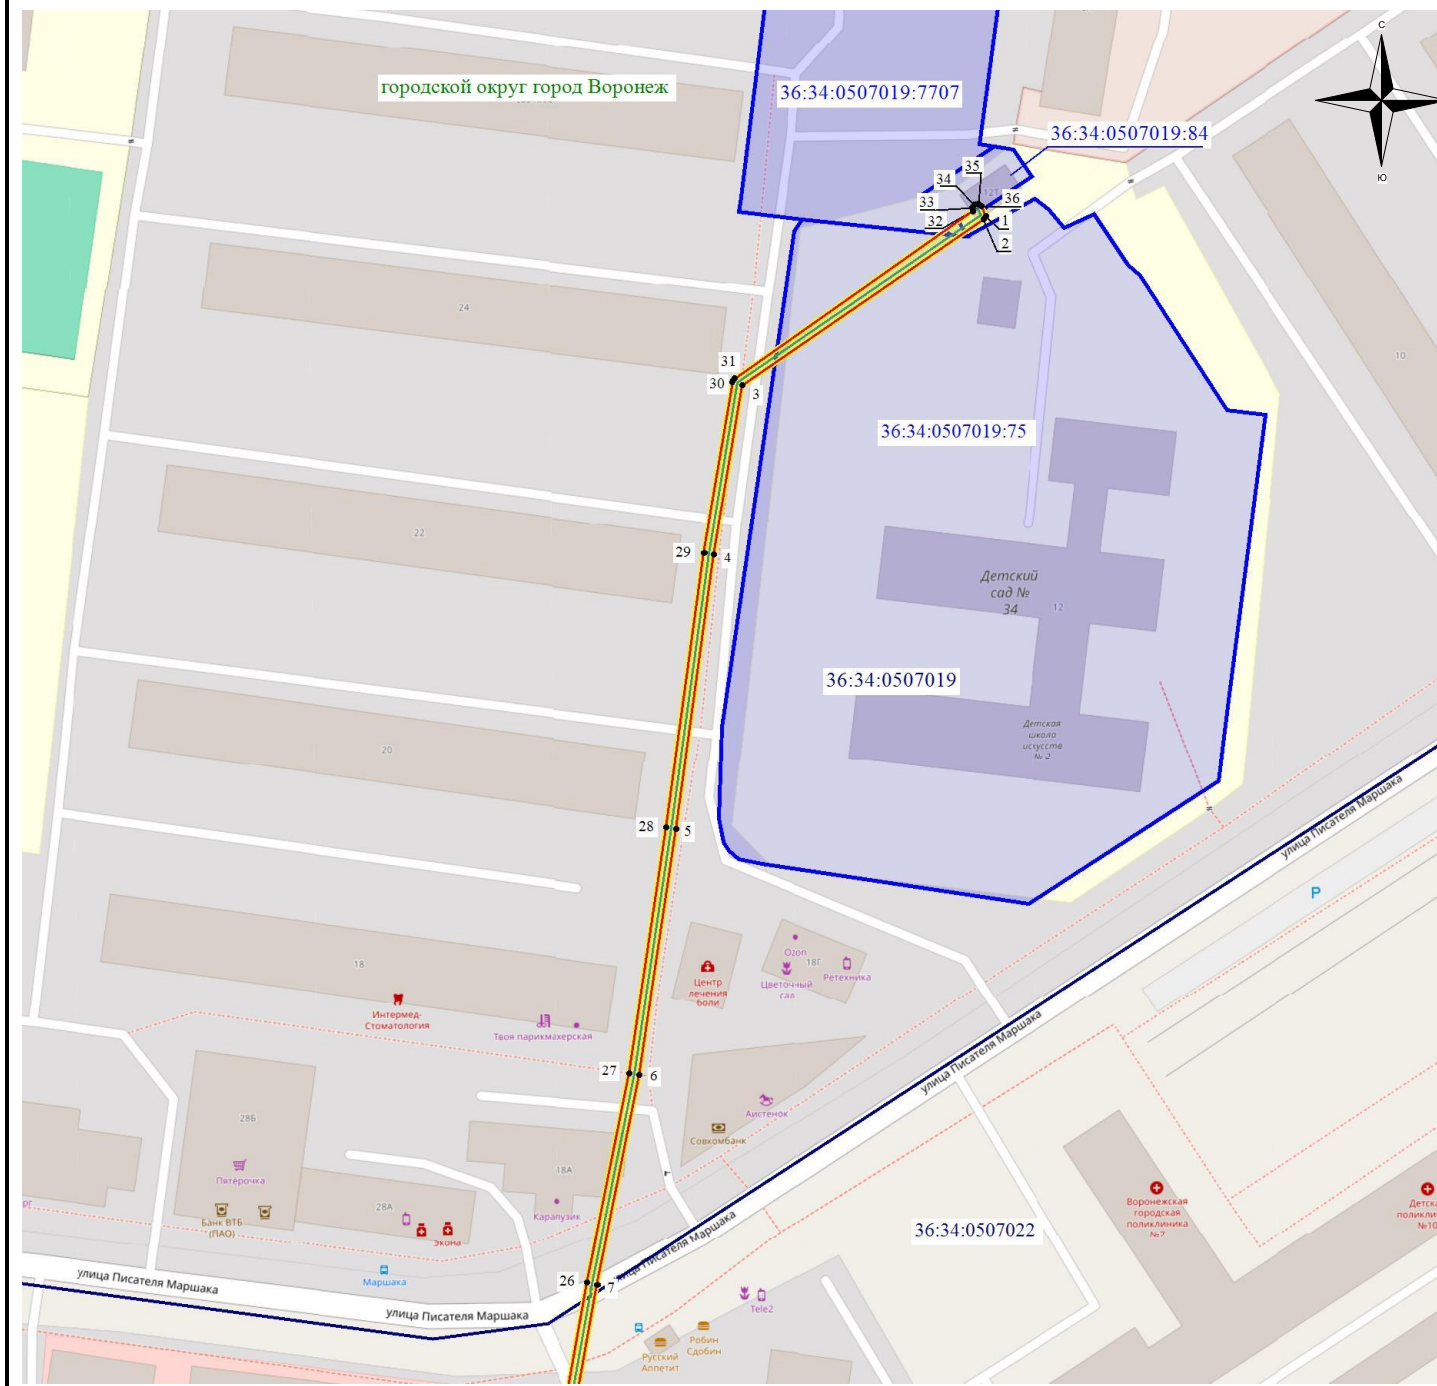 С
Ю
городской округ город Воронеж
36:34:0507019:7707
36:34:0507019:84
12Т
35
34
33
32
36
1
2
24
31
30
3
10
36:34:0507019:75
22
29
4
Детский
сад №
34
12
36:34:0507019
Детская
школа
искусств
№ 2
20
28
5
улица Писателя Маршака
P
18
Интермед-
Стоматология
Твоя парикмахерская
Центр
лечения
боли
Ozon
18Г
Цветочный
сад
Ретехника
улица Писателя Маршака
27
6
Аистенок
Совкомбанк
28Б
Пятёрочка
Банк ВТБ
(ПАО)
28А
Экона
18А
Карапузик
Маршака
улица Писателя Маршака
улица Писателя Маршака
улица Писателя Маршака
26
7
36:34:0507022
Воронежская
городская
поликлиника
№7
Детска
поликли
№10
Tele2
Робин
Сдобин
Русский
Аппетит